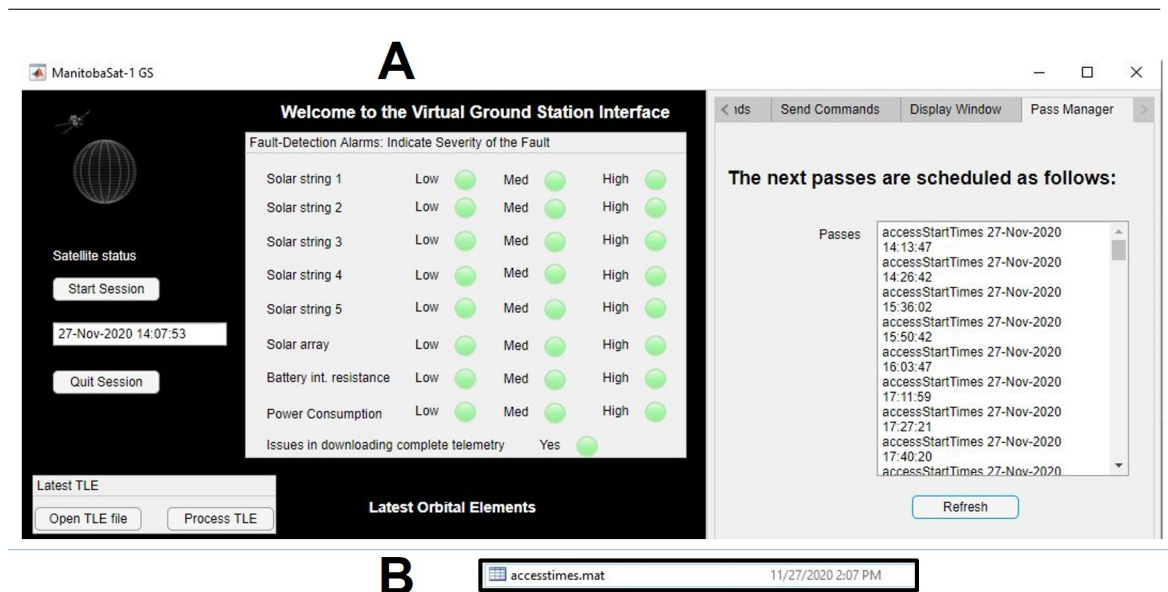 A
ManitobaSat-1 GS
Welcome to the Virtual Ground Station Interface
Fault-Detection Alarms: Indicate Severity of the Fault
Solar string 1 Low Med High
Solar string 2 Low Med High
Solar string 3 Low Med High
Solar string 4 Low Med High
Solar string 5 Low Med High
Solar array Low Med High
Battery int. resistance Low Med High
Power Consumption Low Med High
Issues in downloading complete telemetry Yes
Satellite status
Start Session
27-Nov-2020 14:07:53
Quit Session
Latest TLE
Open TLE file Process TLE
Latest Orbital Elements
nds Send Commands Display Window Pass Manager
The next passes are scheduled as follows:
Passes
accessStartTimes 27-Nov-2020
14:13:47
accessStartTimes 27-Nov-2020
14:26:42
accessStartTimes 27-Nov-2020
15:36:02
accessStartTimes 27-Nov-2020
15:50:42
accessStartTimes 27-Nov-2020
16:03:47
accessStartTimes 27-Nov-2020
17:11:59
accessStartTimes 27-Nov-2020
17:27:21
accessStartTimes 27-Nov-2020
17:40:20
accessStartTimes 27-Nov-2020
Refresh
B
accesstimes.mat 11/27/2020 2:07 PM